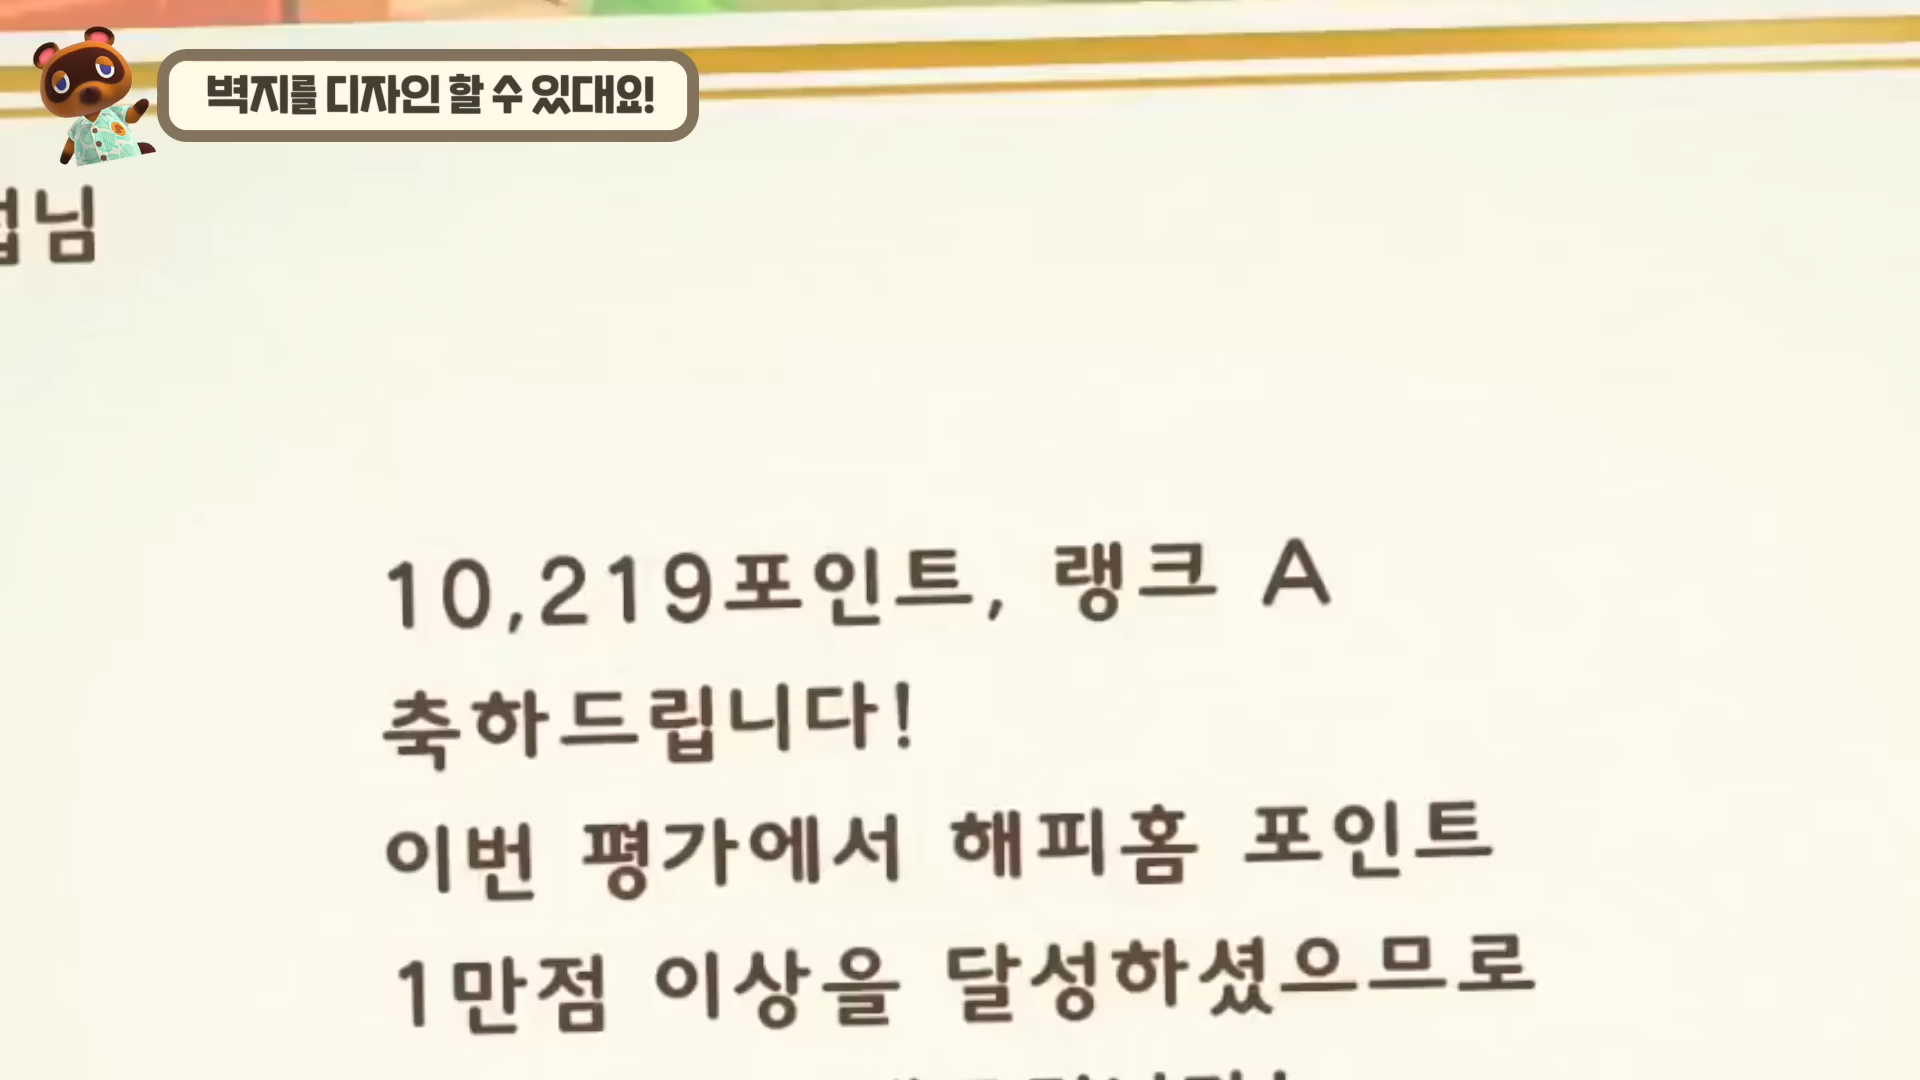 벽지를 디자인 할 수 있대요!
님
10,219포인트, 랭크 A
축하드립니다!
이번 평가에서 해피홈 포인트
1만점 이상을 달성하셨으므로